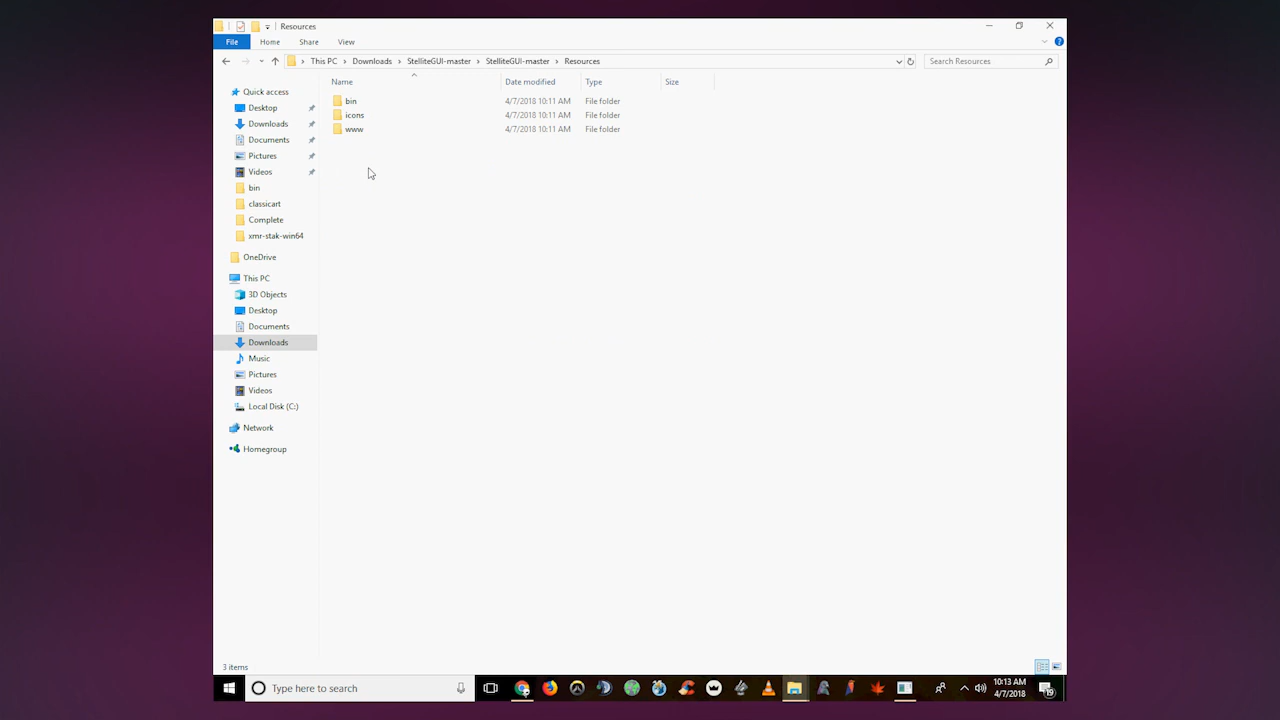 Resources
File Home Share View
This PC Downloads StelliteGUI-master StelliteGUI-master Resources Search Resources
Name Date modified Type Size
Quick access
Desktop
Downloads
Documents
Pictures
Videos
bin
classicart
Complete
xmr-stak-win64
OneDrive
This PC
3D Objects
Desktop
Documents
Downloads
Music
Pictures
Videos
Local Disk (C:)
Network
Homegroup
bin 4/7/2018 10:11 AM File folder
icons 4/7/2018 10:11 AM File folder
www 4/7/2018 10:11 AM File folder
3 items
Type here to search
10:13 AM
4/7/2018
19